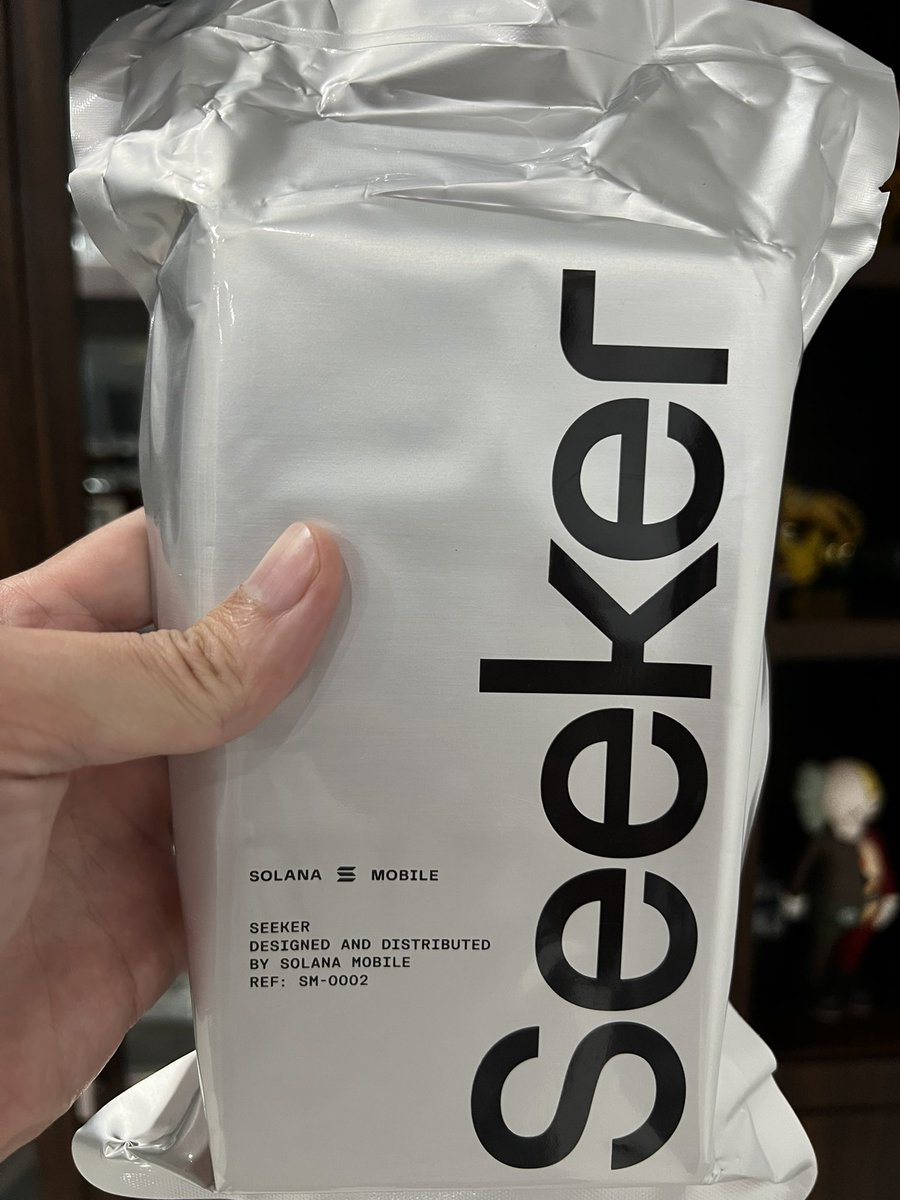 Seeker
SOLANA MOBILE
SEEKER
DESIGNED AND DISTRIBUTED
BY SOLANA MOBILE
REF: SM-0002